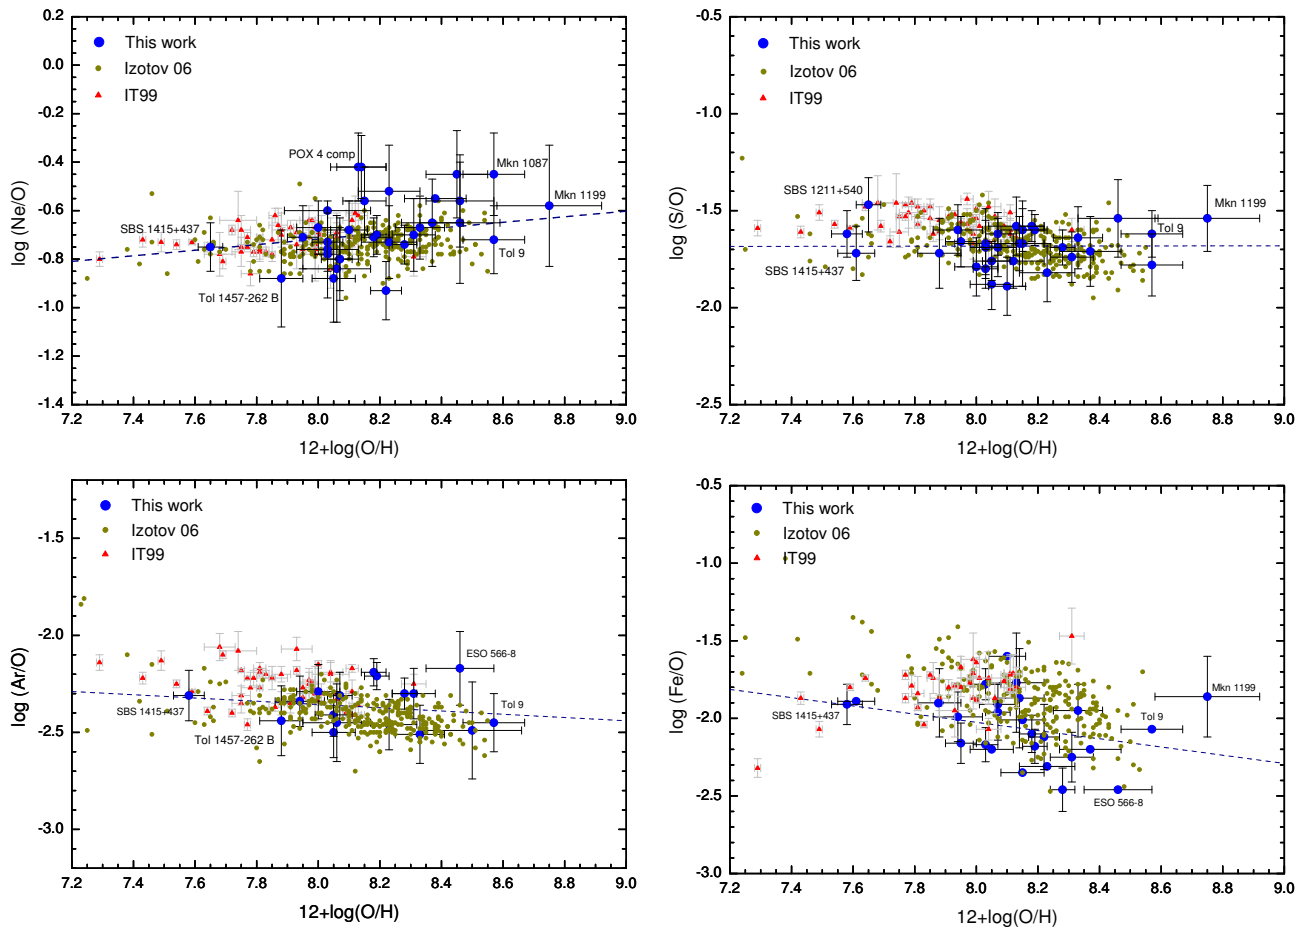 0.2
0.0
-0.2
-0.4
-0.6
-0.8
-1.0
-1.2
-1.4
log (Ne/O)
This work
Izotov 06
IT99
POX 4 comp
Mkn 1087
Mkn 1199
SBS 1415+437
Tol 9
Tol 1457-262 B
7.2 7.4 7.6 7.8 8.0 8.2 8.4 8.6 8.8 9.0
12+log(O/H)
-0.5
-1.0
-1.5
-2.0
-2.5
log (S/O)
This work
Izotov 06
IT99
SBS 1211+540
Mkn 1199
Tol 9
SBS 1415+437
7.2 7.4 7.6 7.8 8.0 8.2 8.4 8.6 8.8 9.0
12+log(O/H)
-1.5
-2.0
-2.5
-3.0
log (Ar/O)
This work
Izotov 06
IT99
ESO 566-8
SBS 1415-437
Tol 9
Tol 1457-262 B
7.2 7.4 7.6 7.8 8.0 8.2 8.4 8.6 8.8 9.0
12+log(O/H)
-0.5
-1.0
-1.5
-2.0
-2.5
-3.0
log (Fe/O)
This work
Izotov 06
IT99
Mkn 1199
SBS 1415+437
Tol 9
ESO 566-8
7.2 7.4 7.6 7.8 8.0 8.2 8.4 8.6 8.8 9.0
12+log(O/H)